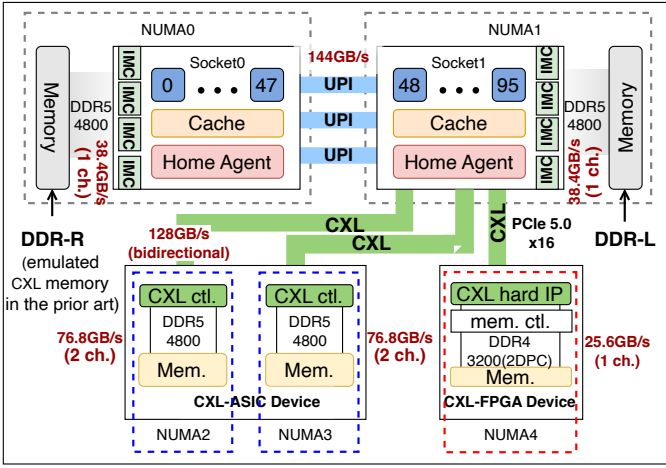 NUMA0
NUMA1
144GB/s
Memory
DDR5
4800
38.4GB/s
(1 ch.)
IMC
IMC
IMC
IMC
Socket0
0 ••• 47
Cache
Home Agent
UPI
UPI
UPI
Socket1
48 ••• 95
Cache
Home Agent
IMC
IMC
IMC
IMC
DDR5
4800
38.4GB/s
(1 ch.)
Memory
DDR-R
(emulated
CXL memory
in the prior art)
128GB/s
(bidirectional)
CXL
CXL
CXL
PCIe 5.0
x16
DDR-L
CXL ctl.
DDR5
4800
Mem.
76.8GB/s
(2 ch.)
CXL ctl.
DDR5
4800
Mem.
76.8GB/s
(2 ch.)
CXL-ASIC Device
NUMA2
NUMA3
CXL hard IP
mem. ctl.
DDR4
3200(2DPC)
Mem.
25.6GB/s
(1 ch.)
CXL-FPGA Device
NUMA4